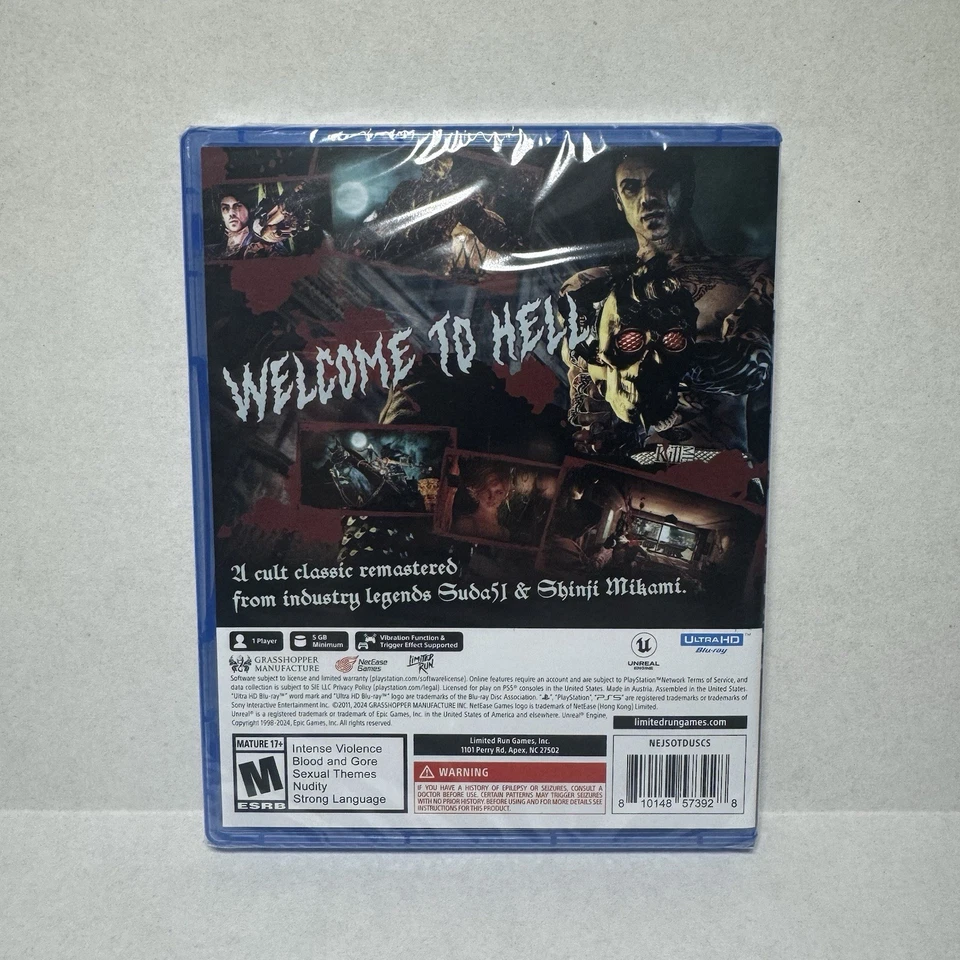 WELCOME TO HELL
A cult classic remastered
from industry legends Suda51 & Shinji Mikami.
1 Player
5 GB
Minimum
Vibration Function &
Trigger Effect Supported
UNREAL
ENGINE
ULTRA HD™
Blu-ray
GRASSHOPPER
MANUFACTURE
NetEase
Games
LIMITED
RUN
Software subject to license and limited warranty (playstation.com/softwarelicense). Online features require an account and are subject to PlayStation™Network Terms of Service, and
data collection is subject to SIE LLC Privacy Policy (playstation.com/legal). Licensed for play on PS5® consoles in the United States. Made in Austria. Assembled in the United States.
"Ultra HD Blu-ray™" word mark and "Ultra HD Blu-ray™" logo are trademarks of the Blu-ray Disc Association. "PlayStation", "PS5" are registered trademarks or trademarks of
Sony Interactive Entertainment Inc. ©2011, 2024 GRASSHOPPER MANUFACTURE INC. NetEase Games logo is trademark of NetEase (Hong Kong) Limited.
Unreal® is a registered trademark or trademark of Epic Games, Inc. in the United States of America and elsewhere. Unreal® Engine,
Copyright 1998-2024, Epic Games, Inc. All rights reserved.
limitedrungames.com
MATURE 17+
M
ESRB
Intense Violence
Blood and Gore
Sexual Themes
Nudity
Strong Language
Limited Run Games, Inc.
1101 Perry Rd, Apex, NC 27502
WARNING
IF YOU HAVE A HISTORY OF EPILEPSY OR SEIZURES, CONSULT A
DOCTOR BEFORE USE. CERTAIN PATTERNS MAY TRIGGER SEIZURES
WITH NO PRIOR HISTORY. BEFORE USING AND FOR MORE DETAILS SEE
INSTRUCTIONS FOR THIS PRODUCT.
NEJSOTDUSCS
8 10148 57392 8